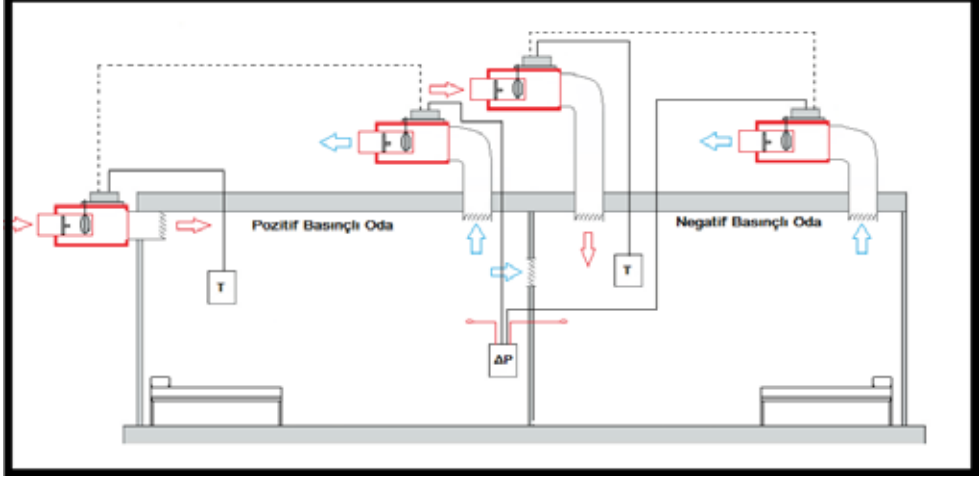 Pozitif Basınçlı Oda
Negatif Basınçlı Oda
T
T
ΔP